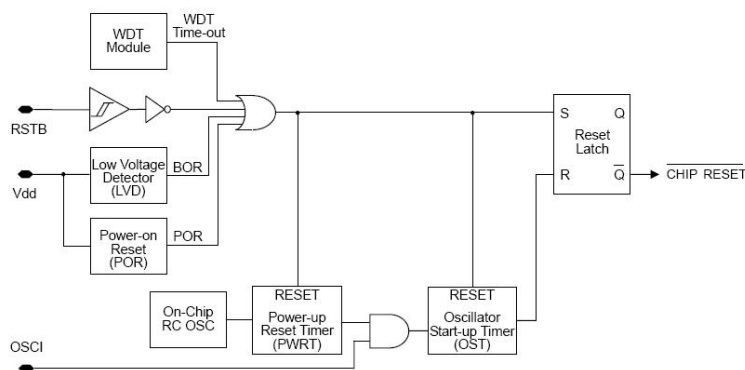 WDT
Module
WDT
Time-out
RSTB
Vdd
Low Voltage
Detector
(LVD)
BOR
Power-on
Reset
(POR)
POR
S
Q
Reset
Latch
R
Q
CHIP RESET
On-Chip
RC OSC
RESET
Power-up
Reset Timer
(PWRT)
RESET
Oscillator
Start-up Timer
(OST)
OSCI